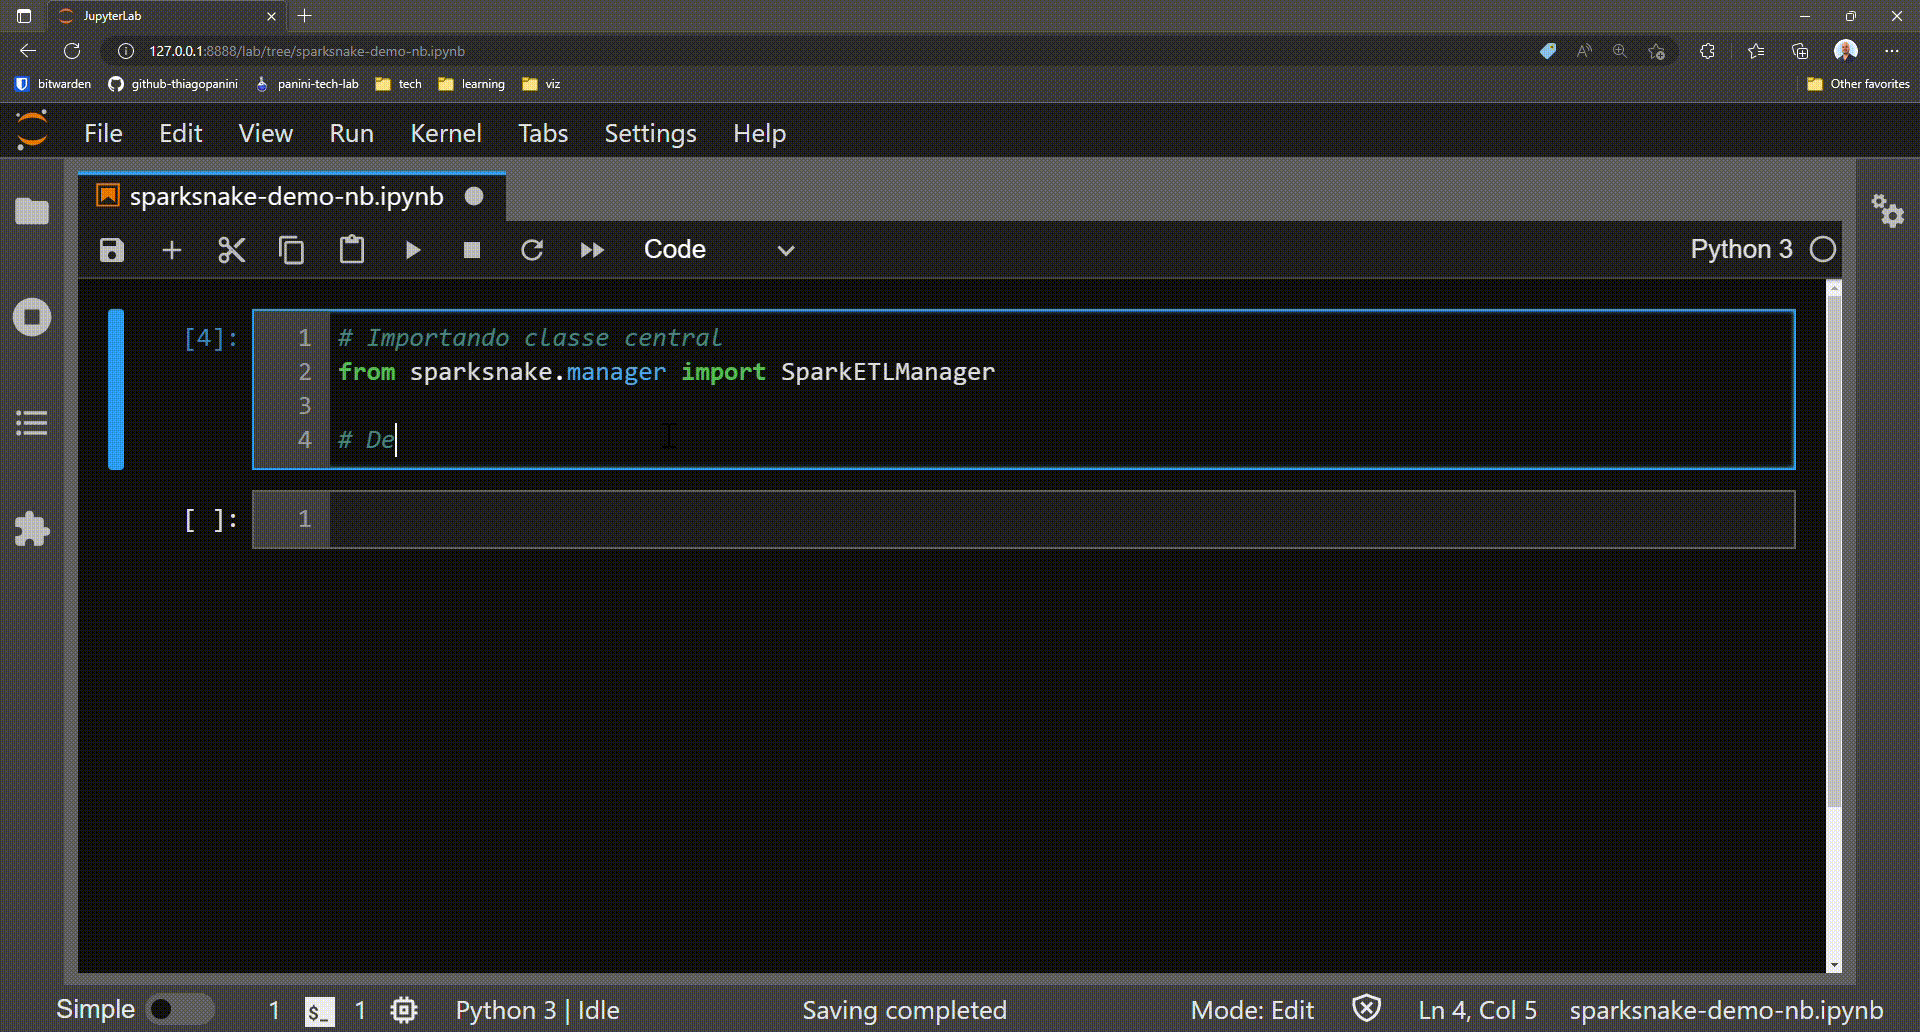 JupyterLab
127.0.0.1:8888/lab/tree/sparksnake-demo-nb.ipynb
bitwarden github-thiagopanini panini-tech-lab tech learning viz Other favorites
File Edit View Run Kernel Tabs Settings Help
sparksnake-demo-nb.ipynb
Code Python 3
[4]: 1 # Importando classe central
2 from sparksnake.manager import SparkETLManager
3
4 # De
[ ]: 1
Simple 1 $_ 1 Python 3 | Idle Saving completed Mode: Edit Ln 4, Col 5 sparksnake-demo-nb.ipynb